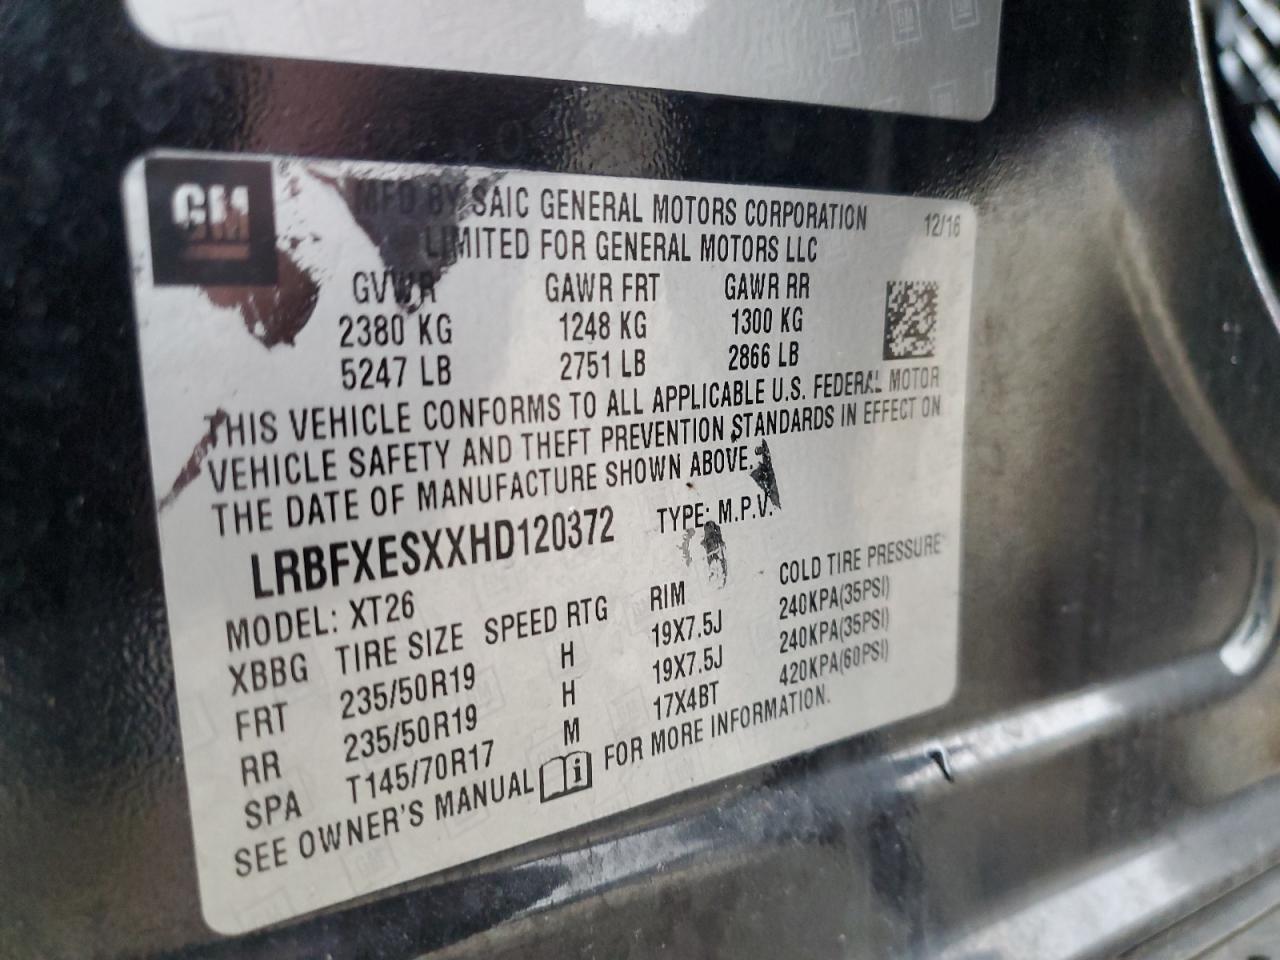 GM
MFD BY SAIC GENERAL MOTORS CORPORATION 12/16
LIMITED FOR GENERAL MOTORS LLC
GVWR GAWR FRT GAWR RR
2380 KG 1248 KG 1300 KG
5247 LB 2751 LB 2866 LB
THIS VEHICLE CONFORMS TO ALL APPLICABLE U.S. FEDERAL MOTOR
VEHICLE SAFETY AND THEFT PREVENTION STANDARDS IN EFFECT ON
THE DATE OF MANUFACTURE SHOWN ABOVE.
LRBFXESXXHD120372 TYPE: M.P.V.
MODEL: XT26
XBBG TIRE SIZE SPEED RTG RIM COLD TIRE PRESSURE
FRT 235/50R19 H 19X7.5J 240KPA(35PSI)
RR 235/50R19 H 19X7.5J 240KPA(35PSI)
SPA T145/70R17 M 17X4BT 420KPA(60PSI)
SEE OWNER'S MANUAL FOR MORE INFORMATION.